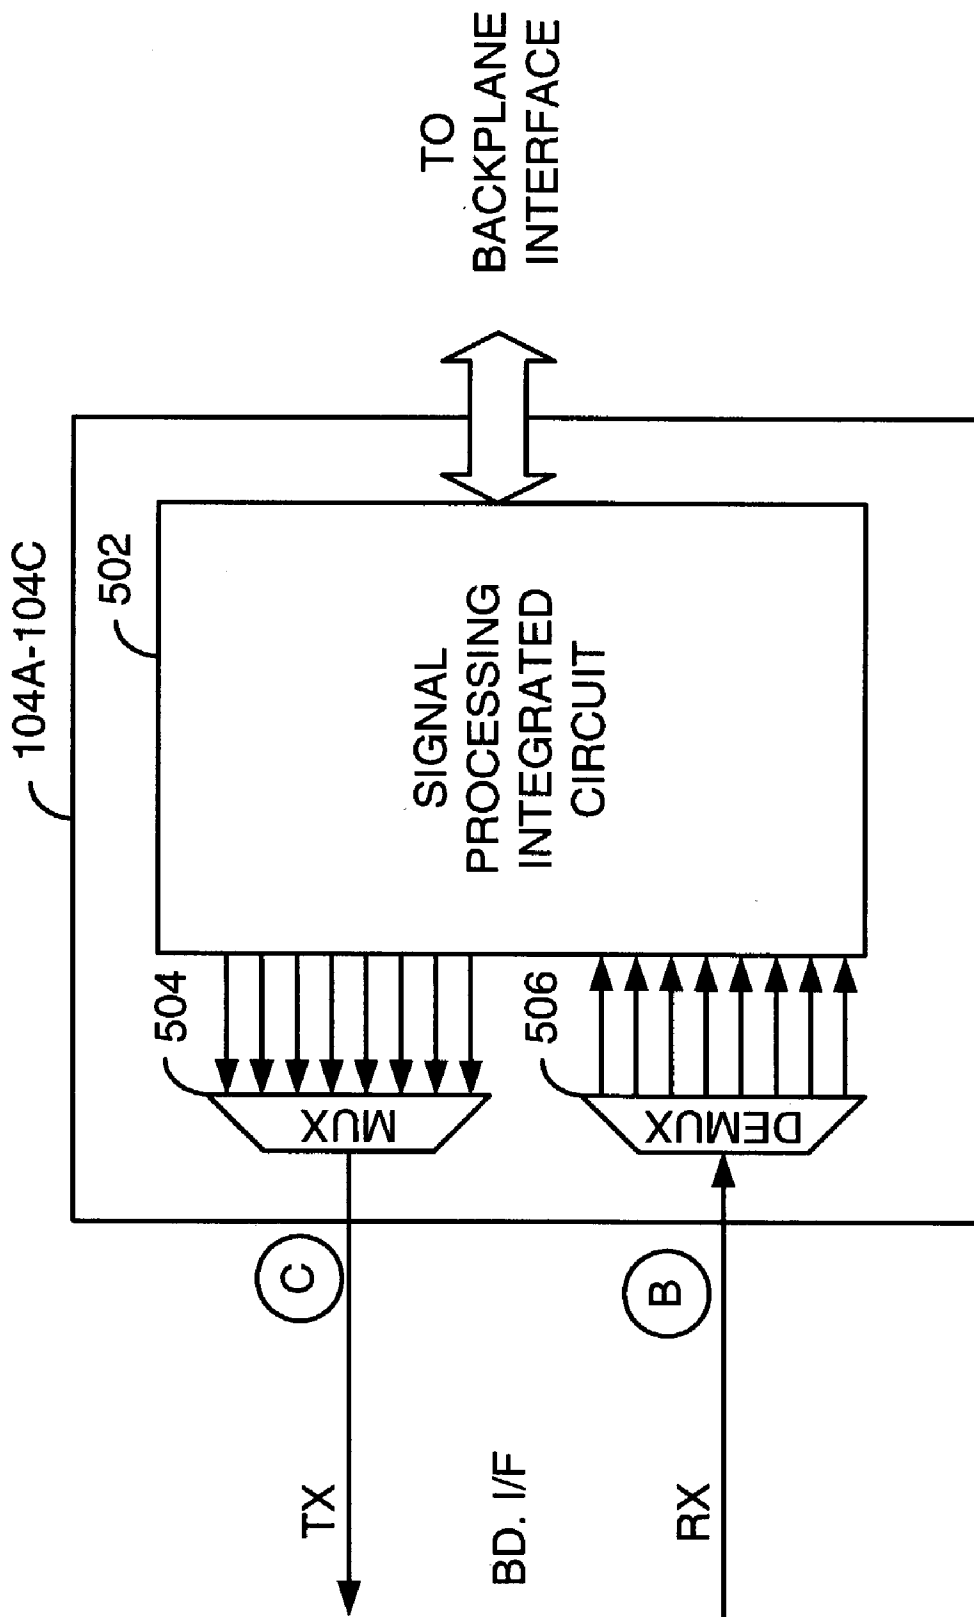 104A-104C
502
SIGNAL
PROCESSING
INTEGRATED
CIRCUIT
TO
BACKPLANE
INTERFACE
504
MUX
506
DEMUX
C
B
TX
BD. I/F
RX